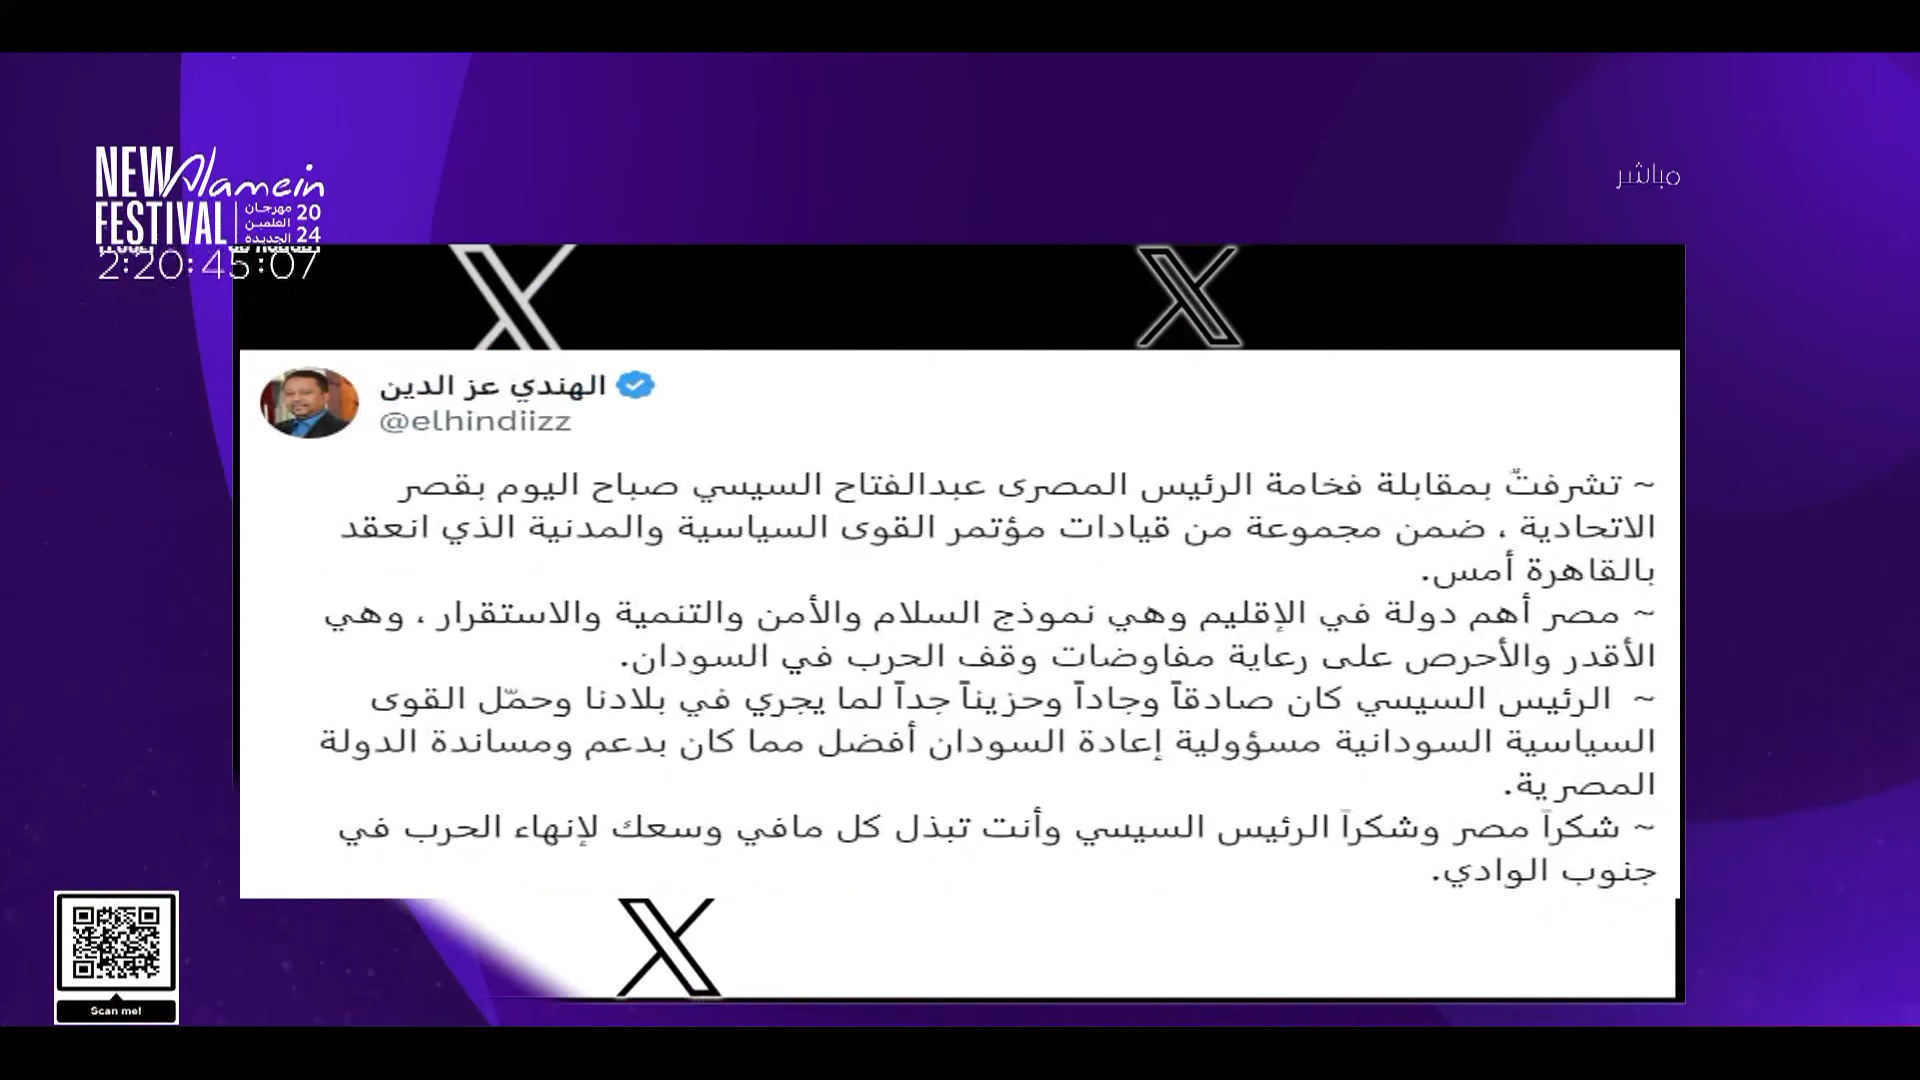 NEW Alamein
FESTIVAL
مهرجان
العلمين
الجديدة
20
24
2:20:45:07
مباشر
الهندي عز الدين
@elhindiizz
~ تشرفتٌ بمقابلة فخامة الرئيس المصرى عبدالفتاح السيسي صباح اليوم بقصر
الاتحادية ، ضمن مجموعة من قيادات مؤتمر القوى السياسية والمدنية الذي انعقد
بالقاهرة أمس.
~ مصر أهم دولة في الإقليم وهي نموذج السلام والأمن والتنمية والاستقرار ، وهي
الأقدر والأحرص على رعاية مفاوضات وقف الحرب في السودان.
~ الرئيس السيسي كان صادقاً وجاداً وحزيناً جداً لما يجري في بلادنا وحمّل القوى
السياسية السودانية مسؤولية إعادة السودان أفضل مما كان بدعم ومساندة الدولة
المصرية.
~ شكراً مصر وشكراً الرئيس السيسي وأنت تبذل كل مافي وسعك لإنهاء الحرب في
جنوب الوادي.
Scan me!